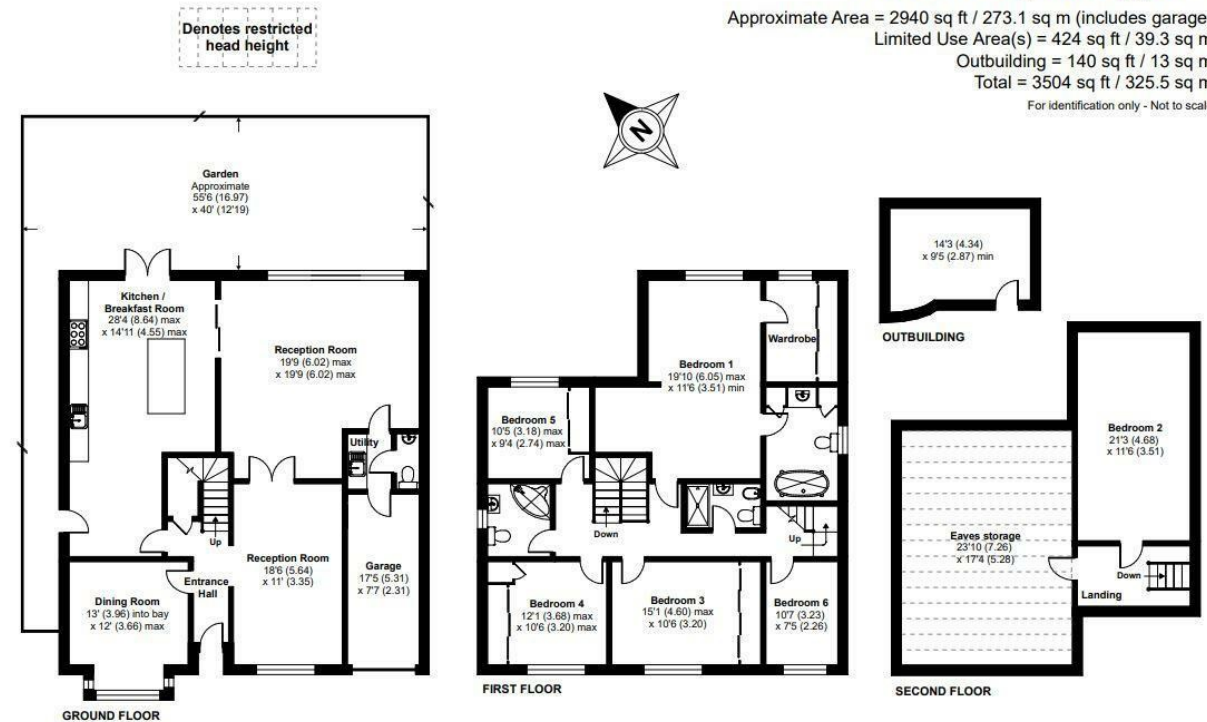 Denotes restricted
head height
Approximate Area = 2940 sq ft / 273.1 sq m (includes garage
Limited Use Area(s) = 424 sq ft / 39.3 sq m
Outbuilding = 140 sq ft / 13 sq m
Total = 3504 sq ft / 325.5 sq m
For identification only - Not to scale
N
Garden
Approximate
55'6 (16.97)
x 40' (12'19)
Kitchen /
Breakfast Room
28'4 (8.64) max
x 14'11 (4.55) max
Reception Room
19'9 (6.02) max
x 19'9 (6.02) max
Utility
Up
Reception Room
18'6 (5.64)
x 11' (3.35)
Garage
17'5 (5.31)
x 7'7 (2.31)
Entrance
Hall
Dining Room
13' (3.96) into bay
x 12' (3.66) max
GROUND FLOOR
Wardrobe
Bedroom 1
19'10 (6.05) max
x 11'6 (3.51) min
Bedroom 5
10'5 (3.18) max
x 9'4 (2.74) max
Down
Up
Bedroom 4
12'1 (3.68) max
x 10'6 (3.20) max
Bedroom 3
15'1 (4.60) max
x 10'6 (3.20)
Bedroom 6
10'7 (3.23)
x 7'5 (2.26)
FIRST FLOOR
14'3 (4.34)
x 9'5 (2.87) min
OUTBUILDING
Bedroom 2
21'3 (4.68)
x 11'6 (3.51)
Eaves storage
23'10 (7.26)
x 17'4 (5.28)
Down
Landing
SECOND FLOOR